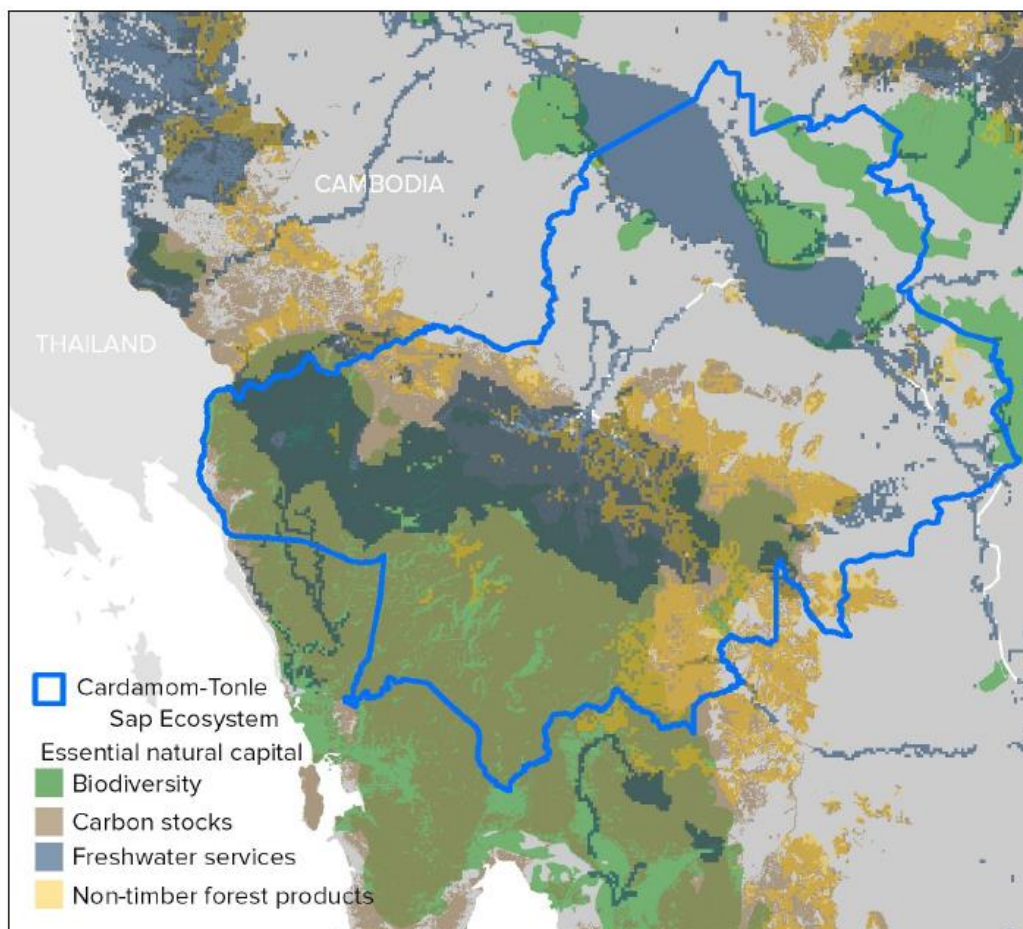 CAMBODIA
THAILAND
Cardamom-Tonle
Sap Ecosystem
Essential natural capital
Biodiversity
Carbon stocks
Freshwater services
Non-timber forest products